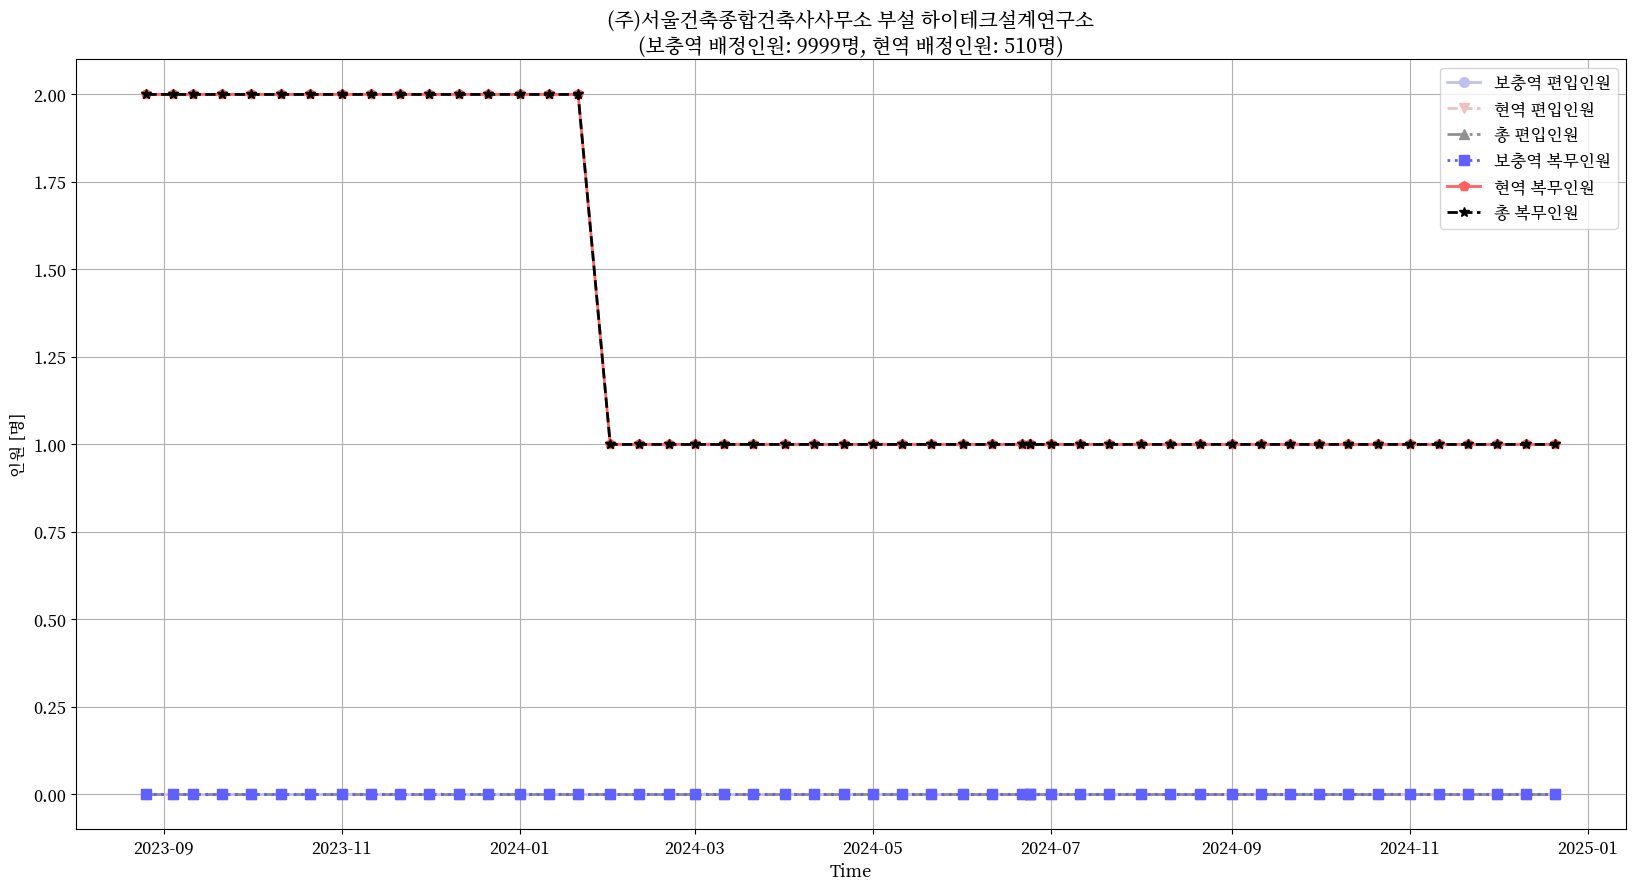 (주)서울건축종합건축사사무소 부설 하이테크설계연구소
(보충역 배정인원: 9999명, 현역 배정인원: 510명)
보충역 편입인원
현역 편입인원
총 편입인원
보충역 복무인원
현역 복무인원
총 복무인원
인원 [명]
2.00
1.75
1.50
1.25
1.00
0.75
0.50
0.25
0.00
2023-09 2023-11 2024-01 2024-03 2024-05 2024-07 2024-09 2024-11 2025-01
Time